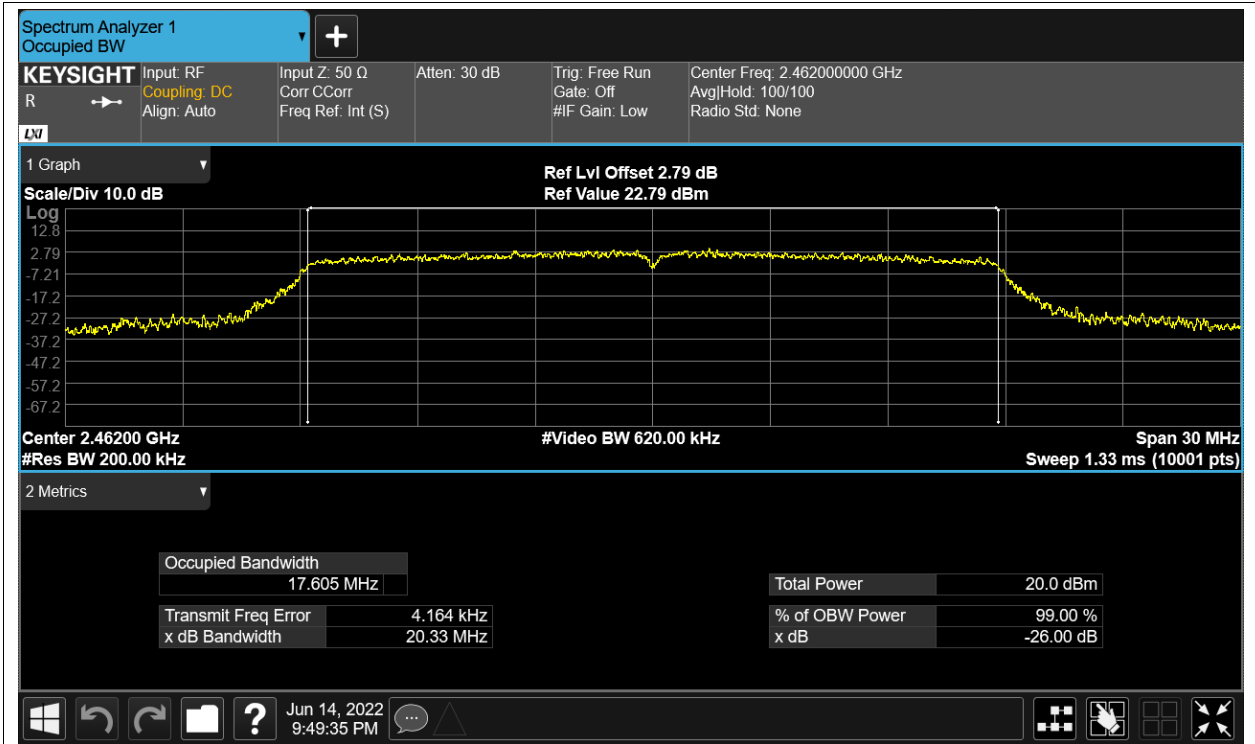 Spectrum Analyzer 1
Occupied BW
▼
+
KEYSIGHT
R
LXI
Input: RF
Coupling: DC
Align: Auto
Input Z: 50 Ω
Corr CCorr
Freq Ref: Int (S)
Atten: 30 dB
Trig: Free Run
Gate: Off
#IF Gain: Low
Center Freq: 2.462000000 GHz
Avg|Hold: 100/100
Radio Std: None
1 Graph
Scale/Div 10.0 dB
Ref Lvl Offset 2.79 dB
Ref Value 22.79 dBm
Log
12.8
2.79
-7.21
-17.2
-27.2
-37.2
-47.2
-57.2
-67.2
Center 2.46200 GHz
#Res BW 200.00 kHz
#Video BW 620.00 kHz
Span 30 MHz
Sweep 1.33 ms (10001 pts)
2 Metrics
Occupied Bandwidth
17.605 MHz
Transmit Freq Error 4.164 kHz
x dB Bandwidth 20.33 MHz
Total Power 20.0 dBm
% of OBW Power 99.00 %
x dB -26.00 dB
?
Jun 14, 2022
9:49:35 PM